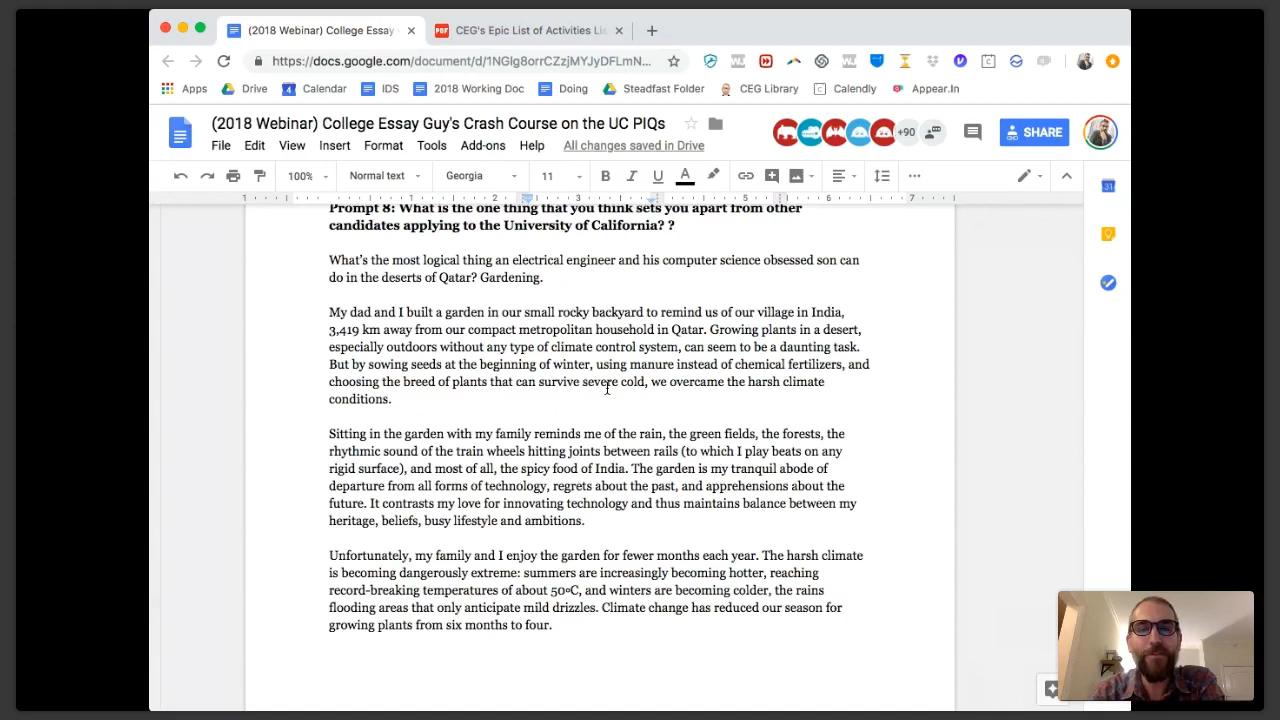 (2018 Webinar) College Essay
CEG's Epic List of Activities Lis
https://docs.google.com/document/d/1NGIg8orrCZzjMYJyDFLmN...
Apps
Drive
Calendar
IDS
2018 Working Doc
Doing
Steadfast Folder
CEG Library
Calendly
Appear.In
(2018 Webinar) College Essay Guy's Crash Course on the UC PIQs
+90
SHARE
File Edit View Insert Format Tools Add-ons Help All changes saved in Drive
100% Normal text Georgia 11 B I U A
1 1 2 3 4 5 6 7
Prompt 8: What is the one thing that you think sets you apart from other
candidates applying to the University of California? ?
What's the most logical thing an electrical engineer and his computer science obsessed son can
do in the deserts of Qatar? Gardening.
My dad and I built a garden in our small rocky backyard to remind us of our village in India,
3,419 km away from our compact metropolitan household in Qatar. Growing plants in a desert,
especially outdoors without any type of climate control system, can seem to be a daunting task.
But by sowing seeds at the beginning of winter, using manure instead of chemical fertilizers, and
choosing the breed of plants that can survive severe cold, we overcame the harsh climate
conditions.
Sitting in the garden with my family reminds me of the rain, the green fields, the forests, the
rhythmic sound of the train wheels hitting joints between rails (to which I play beats on any
rigid surface), and most of all, the spicy food of India. The garden is my tranquil abode of
departure from all forms of technology, regrets about the past, and apprehensions about the
future. It contrasts my love for innovating technology and thus maintains balance between my
heritage, beliefs, busy lifestyle and ambitions.
Unfortunately, my family and I enjoy the garden for fewer months each year. The harsh climate
is becoming dangerously extreme: summers are increasingly becoming hotter, reaching
record-breaking temperatures of about 50ºC, and winters are becoming colder, the rains
flooding areas that only anticipate mild drizzles. Climate change has reduced our season for
growing plants from six months to four.